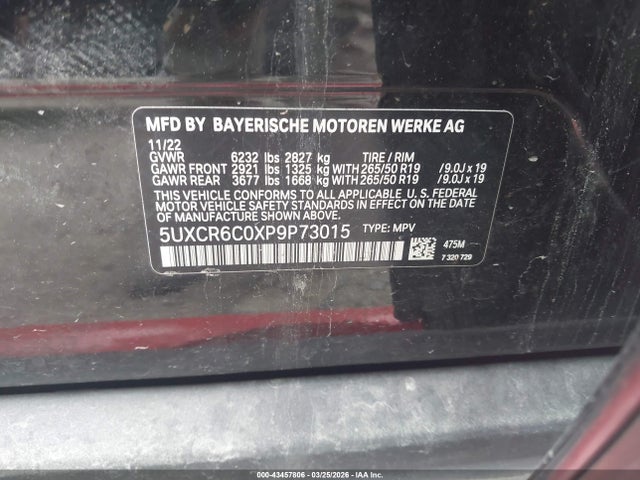 MFD BY BAYERISCHE MOTOREN WERKE AG
11/22
GVWR 6232 lbs 2827 kg TIRE / RIM
GAWR FRONT 2921 lbs 1325 kg WITH 265/50 R19 /9.0J x 19
GAWR REAR 3677 lbs 1668 kg WITH 265/50 R19 /9.0J x 19
THIS VEHICLE CONFORMS TO ALL APPLICABLE U. S. FEDERAL
MOTOR VEHICLE SAFETY STANDARDS IN EFFECT ON THE
DATE OF MANUFACTURE SHOWN ABOVE.
5UXCR6C0XP9P73015 TYPE: MPV
475M
7 320 729
000-43457806 - 03/25/2026 - Copyright © 2026 IAA, Inc.